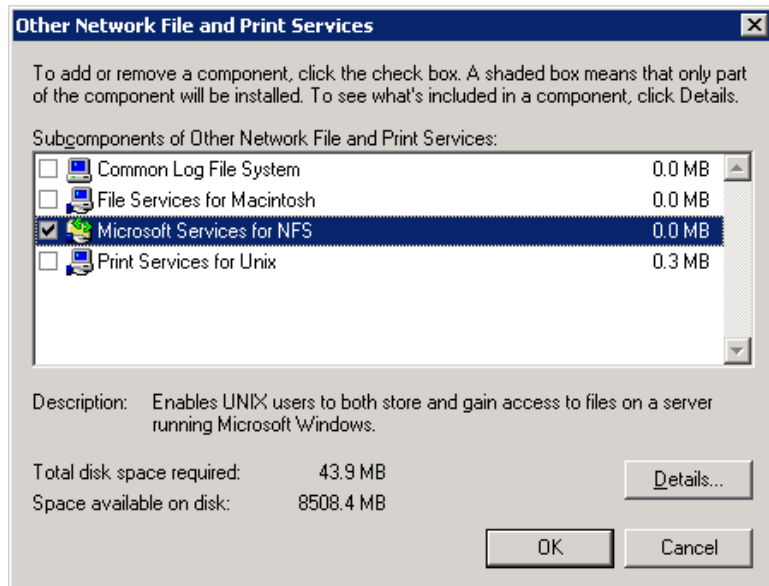 Other Network File and Print Services
To add or remove a component, click the check box. A shaded box means that only part
of the component will be installed. To see what's included in a component, click Details.
Subcomponents of Other Network File and Print Services:
Common Log File System 0.0 MB
File Services for Macintosh 0.0 MB
Microsoft Services for NFS 0.0 MB
Print Services for Unix 0.3 MB
Description: Enables UNIX users to both store and gain access to files on a server
running Microsoft Windows.
Total disk space required: 43.9 MB
Details...
Space available on disk: 8508.4 MB
OK Cancel